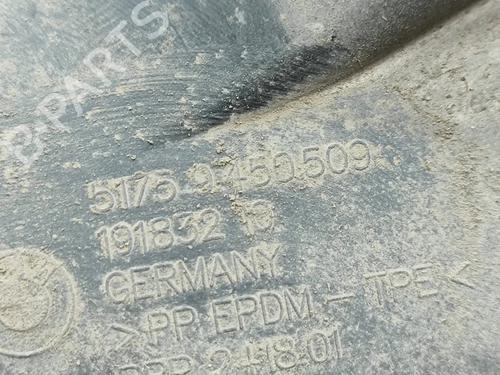 B-PARTS
5175 9450509
191832 10
GERMANY
>PP EPDM - TPE<